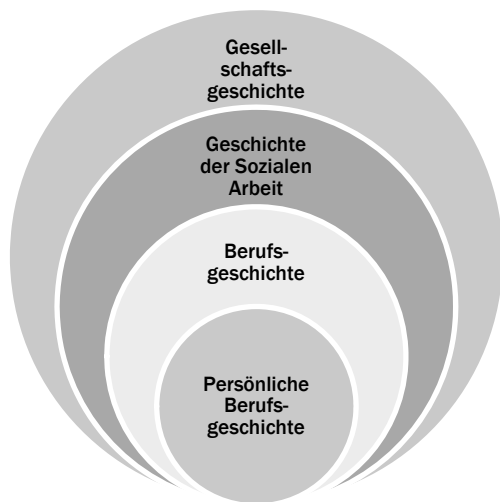 Gesell-
schafts-
geschichte
Geschichte
der Sozialen
Arbeit
Berufs-
geschichte
Persönliche
Berufs-
geschichte